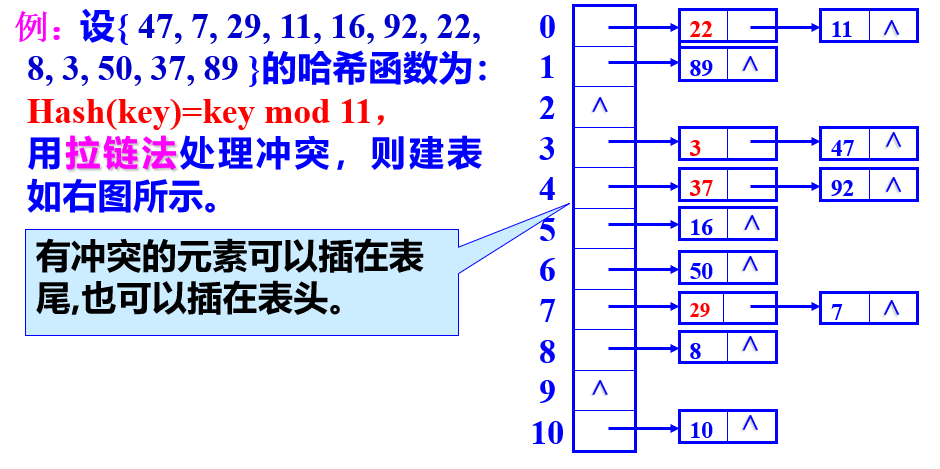 例：设{ 47, 7, 29, 11, 16, 92, 22,
8, 3, 50, 37, 89 }的哈希函数为：
Hash(key)=key mod 11，
用拉链法处理冲突，则建表
如右图所示。
有冲突的元素可以插在表
尾,也可以插在表头。
0 22 11 ^
1 89 ^
2 ^
3 3 47 ^
4 37 92 ^
5 16 ^
6 50 ^
7 29 7 ^
8 8 ^
9 ^
10 10 ^